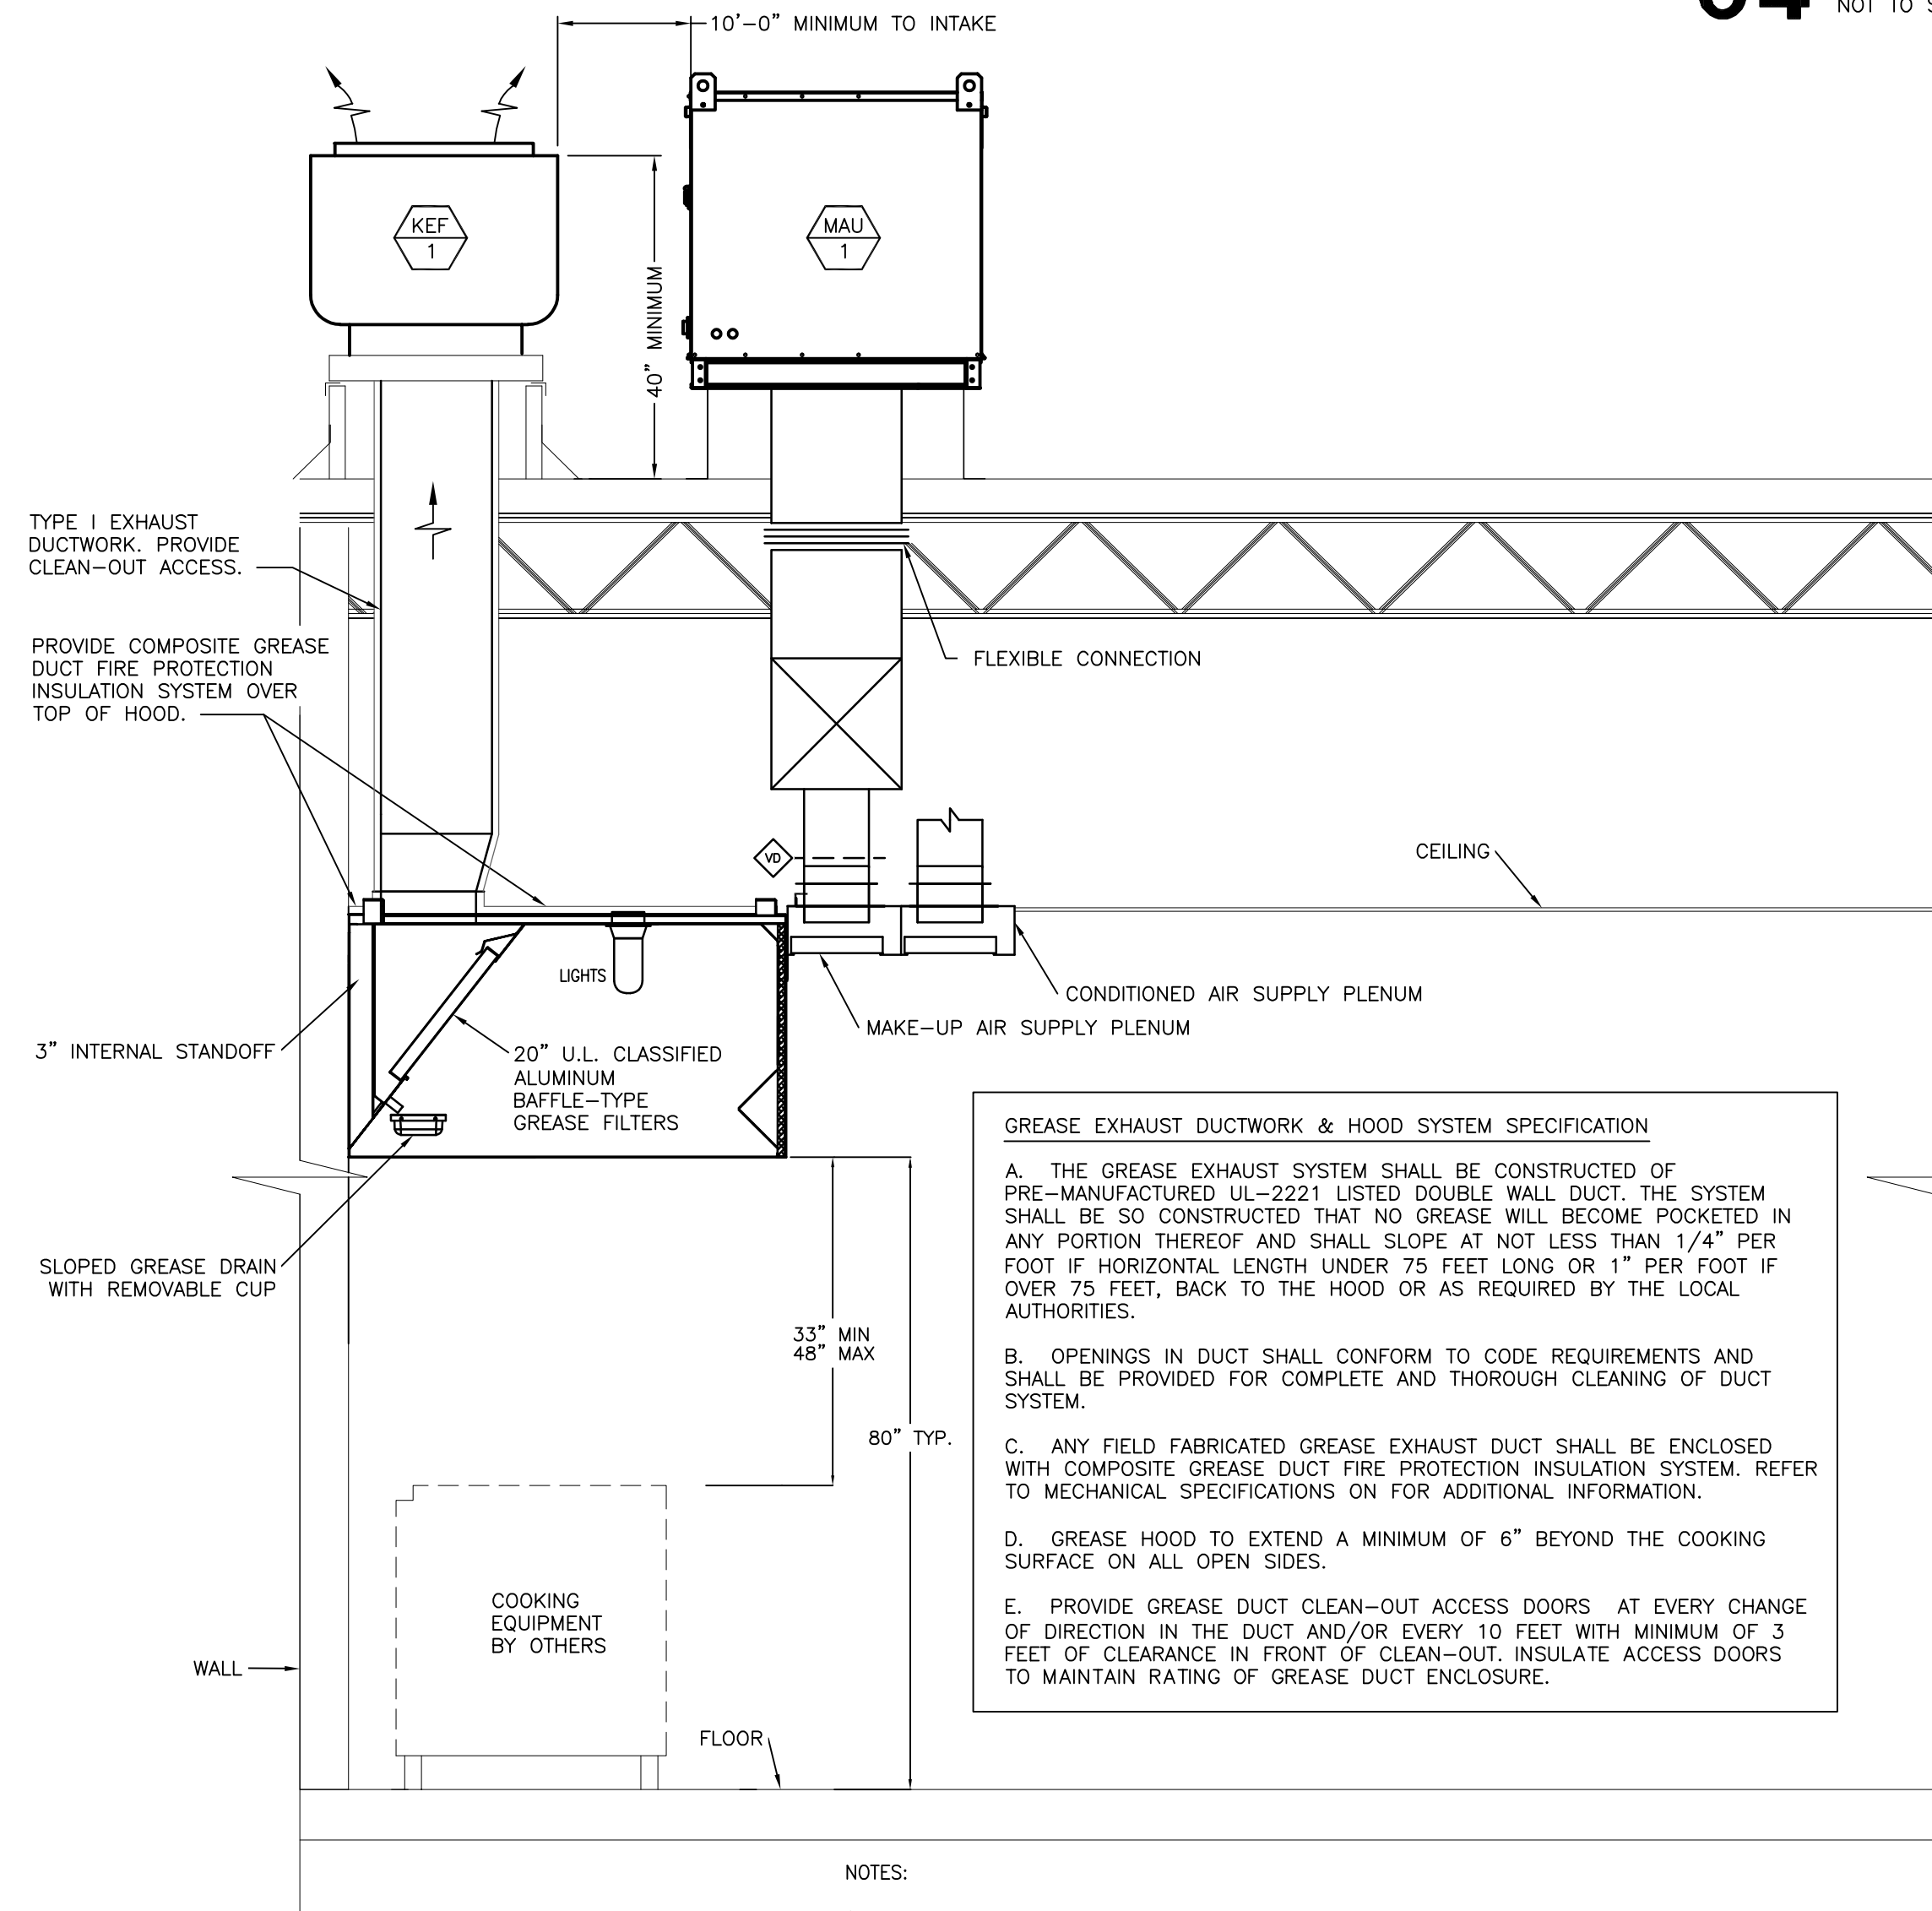 04 NOT TO S
10'-0" MINIMUM TO INTAKE
KEF
1
MAU
1
40" MINIMUM
TYPE I EXHAUST
DUCTWORK. PROVIDE
CLEAN-OUT ACCESS.
PROVIDE COMPOSITE GREASE
DUCT FIRE PROTECTION
INSULATION SYSTEM OVER
TOP OF HOOD.
FLEXIBLE CONNECTION
VD
CEILING
LIGHTS
CONDITIONED AIR SUPPLY PLENUM
MAKE-UP AIR SUPPLY PLENUM
3" INTERNAL STANDOFF
20" U.L. CLASSIFIED
ALUMINUM
BAFFLE-TYPE
GREASE FILTERS
SLOPED GREASE DRAIN
WITH REMOVABLE CUP
33" MIN
48" MAX
80" TYP.
COOKING
EQUIPMENT
BY OTHERS
WALL
FLOOR
GREASE EXHAUST DUCTWORK & HOOD SYSTEM SPECIFICATION
A. THE GREASE EXHAUST SYSTEM SHALL BE CONSTRUCTED OF
PRE-MANUFACTURED UL-2221 LISTED DOUBLE WALL DUCT. THE SYSTEM
SHALL BE SO CONSTRUCTED THAT NO GREASE WILL BECOME POCKETED IN
ANY PORTION THEREOF AND SHALL SLOPE AT NOT LESS THAN 1/4" PER
FOOT IF HORIZONTAL LENGTH UNDER 75 FEET LONG OR 1" PER FOOT IF
OVER 75 FEET, BACK TO THE HOOD OR AS REQUIRED BY THE LOCAL
AUTHORITIES.
B. OPENINGS IN DUCT SHALL CONFORM TO CODE REQUIREMENTS AND
SHALL BE PROVIDED FOR COMPLETE AND THOROUGH CLEANING OF DUCT
SYSTEM.
C. ANY FIELD FABRICATED GREASE EXHAUST DUCT SHALL BE ENCLOSED
WITH COMPOSITE GREASE DUCT FIRE PROTECTION INSULATION SYSTEM. REFER
TO MECHANICAL SPECIFICATIONS ON FOR ADDITIONAL INFORMATION.
D. GREASE HOOD TO EXTEND A MINIMUM OF 6" BEYOND THE COOKING
SURFACE ON ALL OPEN SIDES.
E. PROVIDE GREASE DUCT CLEAN-OUT ACCESS DOORS AT EVERY CHANGE
OF DIRECTION IN THE DUCT AND/OR EVERY 10 FEET WITH MINIMUM OF 3
FEET OF CLEARANCE IN FRONT OF CLEAN-OUT. INSULATE ACCESS DOORS
TO MAINTAIN RATING OF GREASE DUCT ENCLOSURE.
NOTES: